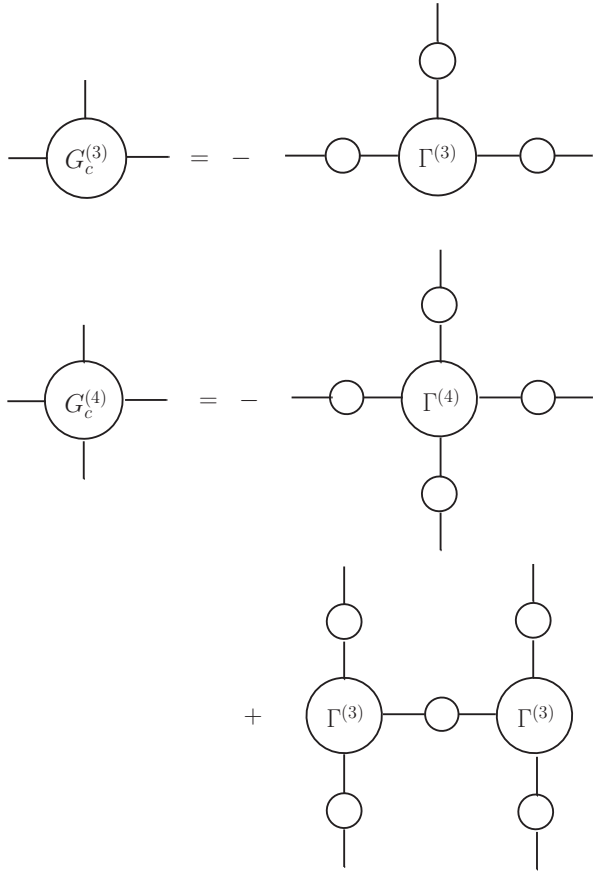 G_c^{(3)} = − Γ^{(3)}
G_c^{(4)} = − Γ^{(4)}
+ Γ^{(3)} Γ^{(3)}